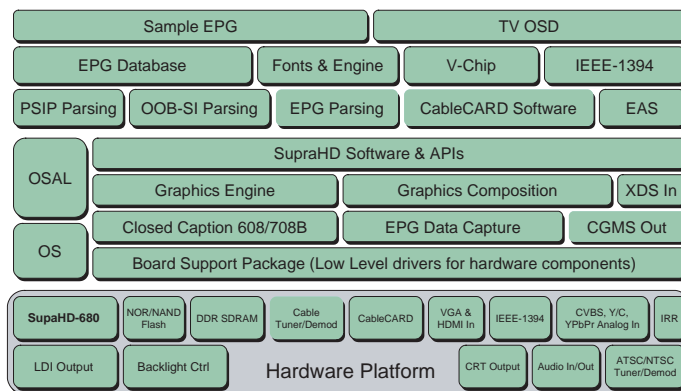 Sample EPG
TV OSD
EPG Database
Fonts & Engine
V-Chip
IEEE-1394
PSIP Parsing
OOB-SI Parsing
EPG Parsing
CableCARD Software
EAS
OSAL
SupraHD Software & APIs
Graphics Engine
Graphics Composition
XDS In
OS
Closed Caption 608/708B
EPG Data Capture
CGMS Out
Board Support Package (Low Level drivers for hardware components)
SupaHD-680
NOR/NAND
Flash
DDR SDRAM
Cable
Tuner/Demod
CableCARD
VGA &
HDMI In
IEEE-1394
CVBS, Y/C,
YPbPr Analog In
IRR
LDI Output
Backlight Ctrl
Hardware Platform
CRT Output
Audio In/Out
ATSC/NTSC
Tuner/Demod